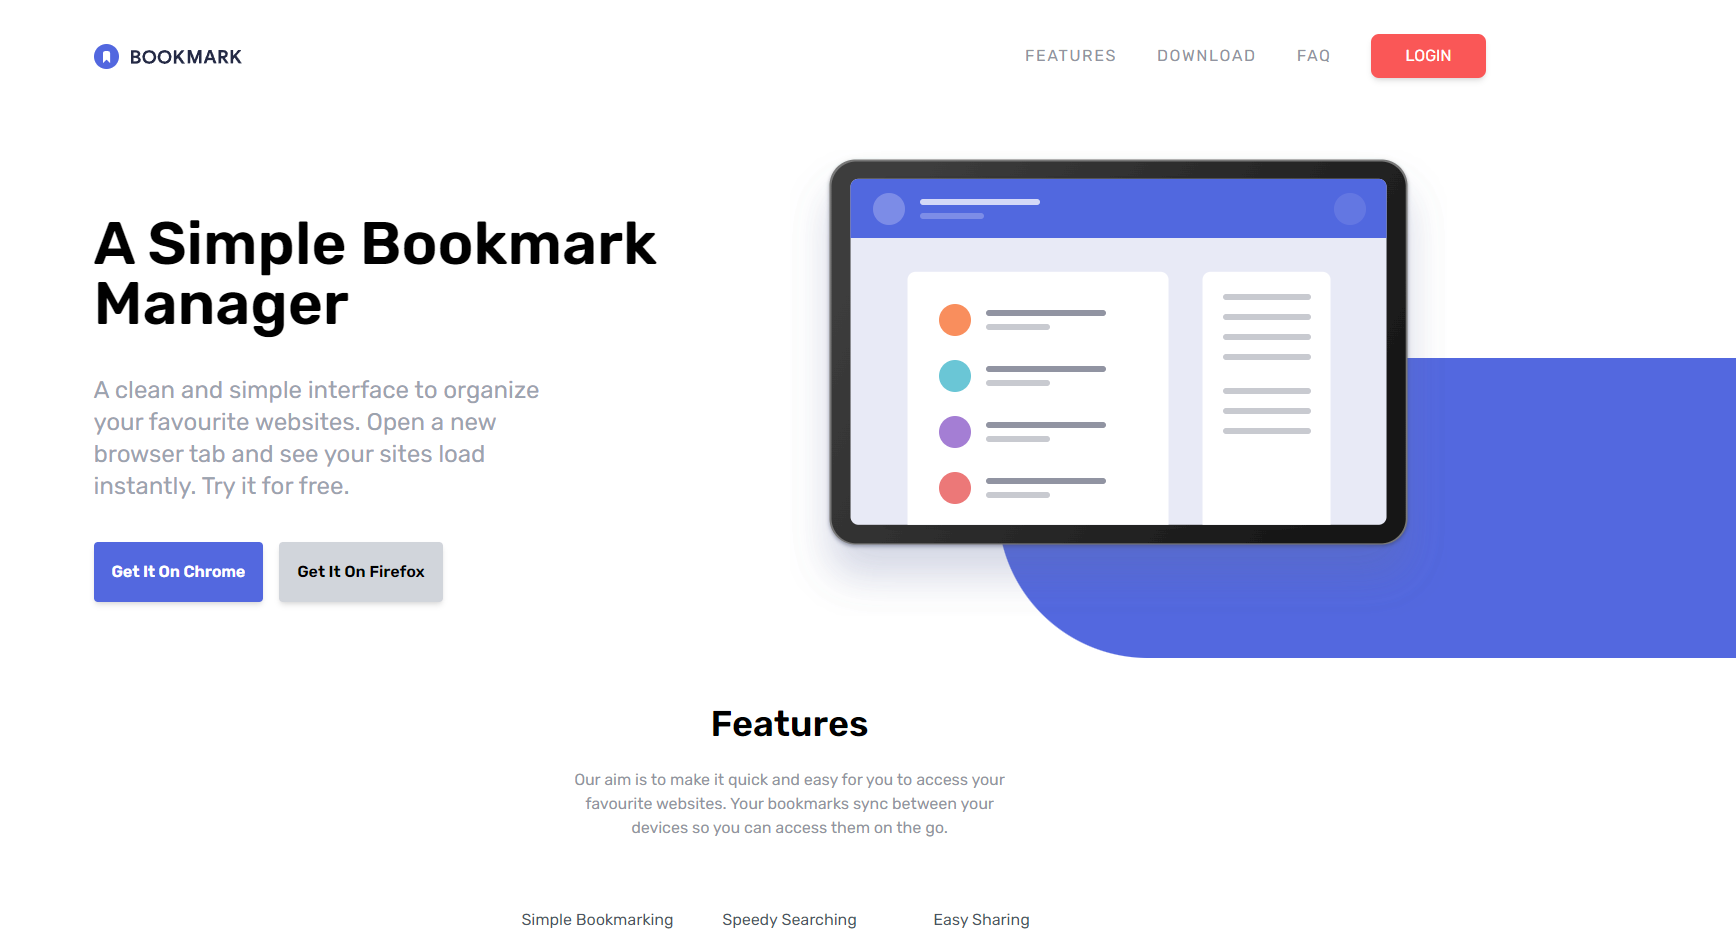 BOOKMARK
FEATURES
DOWNLOAD
FAQ
LOGIN
A Simple Bookmark
Manager
A clean and simple interface to organize
your favourite websites. Open a new
browser tab and see your sites load
instantly. Try it for free.
Get It On Chrome
Get It On Firefox
Features
Our aim is to make it quick and easy for you to access your
favourite websites. Your bookmarks sync between your
devices so you can access them on the go.
Simple Bookmarking
Speedy Searching
Easy Sharing